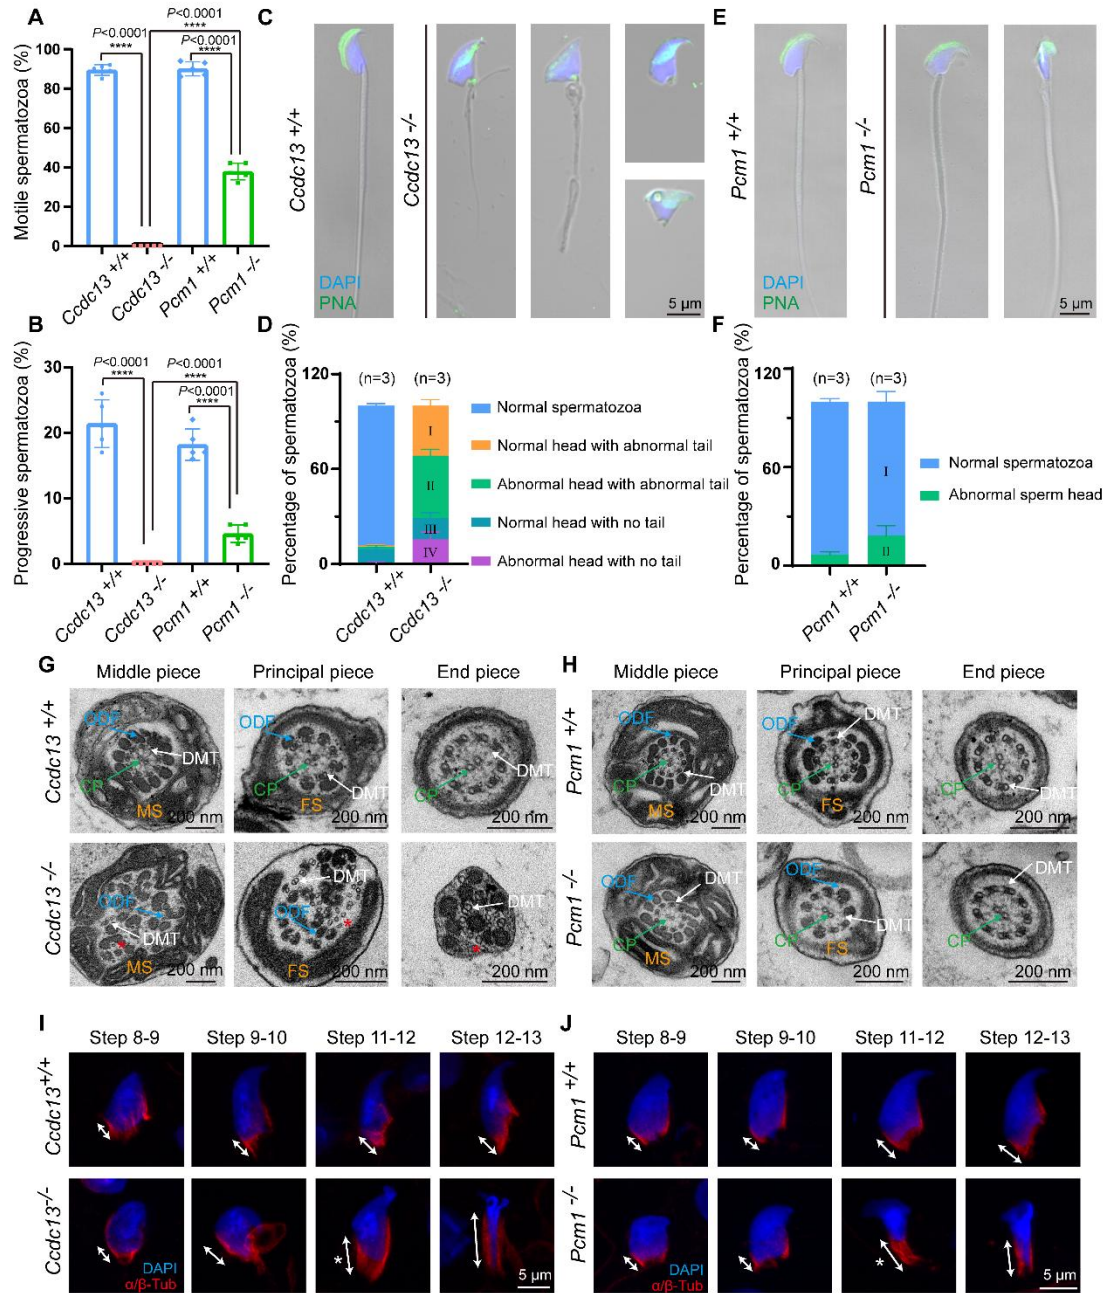 A
Motile spermatozoa (%)
100
80
60
40
20
0
P<0.0001
****
P<0.0001
****
P<0.0001
****
Ccdc13 +/+
Ccdc13 -/-
Pcm1 +/+
Pcm1 -/-
C
Ccdc13 +/+
Ccdc13 -/-
DAPI
PNA
5 µm
E
Pcm1 +/+
Pcm1 -/-
DAPI
PNA
5 µm
B
Progressive spermatozoa (%)
30
20
10
0
P<0.0001
****
P<0.0001
****
P<0.0001
****
Ccdc13 +/+
Ccdc13 -/-
Pcm1 +/+
Pcm1 -/-
D
Percentage of spermatozoa (%)
120
60
0
(n=3)
(n=3)
I
II
III
IV
Ccdc13 +/+
Ccdc13 -/-
Normal spermatozoa
Normal head with abnormal tail
Abnormal head with abnormal tail
Normal head with no tail
Abnormal head with no tail
F
Percentage of spermatozoa (%)
120
60
0
(n=3)
(n=3)
I
II
Pcm1 +/+
Pcm1 -/-
Normal spermatozoa
Abnormal sperm head
G
Middle piece
Principal piece
End piece
Ccdc13 +/+
ODF
DMT
CP
MS
200 nm
ODF
CP
DMT
FS
200 nm
DMT
CP
200 nm
Ccdc13 -/-
ODF
DMT
*
MS
200 nm
DMT
ODF
*
FS
200 nm
DMT
*
200 nm
H
Middle piece
Principal piece
End piece
Pcm1 +/+
ODF
CP
DMT
MS
200 nm
ODF
DMT
CP
FS
200 nm
CP
DMT
200 nm
Pcm1 -/-
ODF
DMT
CP
MS
200 nm
ODF
DMT
CP
FS
200 nm
DMT
CP
200 nm
I
Step 8-9
Step 9-10
Step 11-12
Step 12-13
Ccdc13+/+
Ccdc13-/-
DAPI
α/β-Tub
*
5 µm
J
Step 8-9
Step 9-10
Step 11-12
Step 12-13
Pcm1 +/+
Pcm1 -/-
DAPI
α/β-Tub
*
5 µm